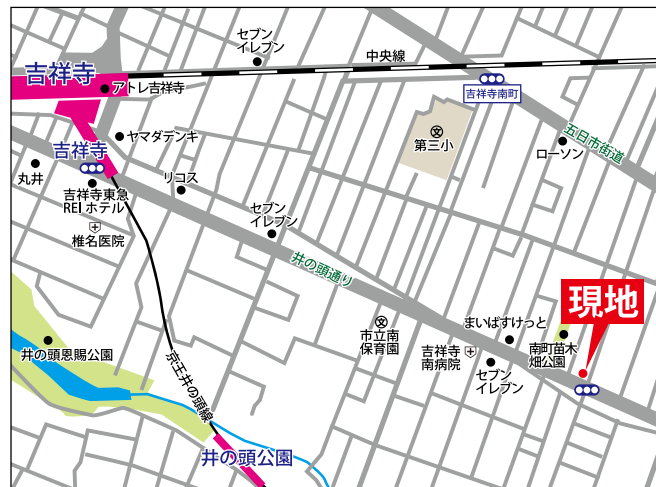 セブン
イレブン
中央線
吉祥寺
アトレ吉祥寺
吉祥寺南町
五日市街道
第三小
ヤマダデンキ
ローソン
吉祥寺
丸井
吉祥寺東急
REI ホテル
リコス
椎名医院
セブン
イレブン
井の頭通り
現地
まいばすけっと
市立南
保育園
吉祥寺
南病院
セブン
イレブン
南町苗木
畑公園
井の頭恩賜公園
京王井の頭線
井の頭公園